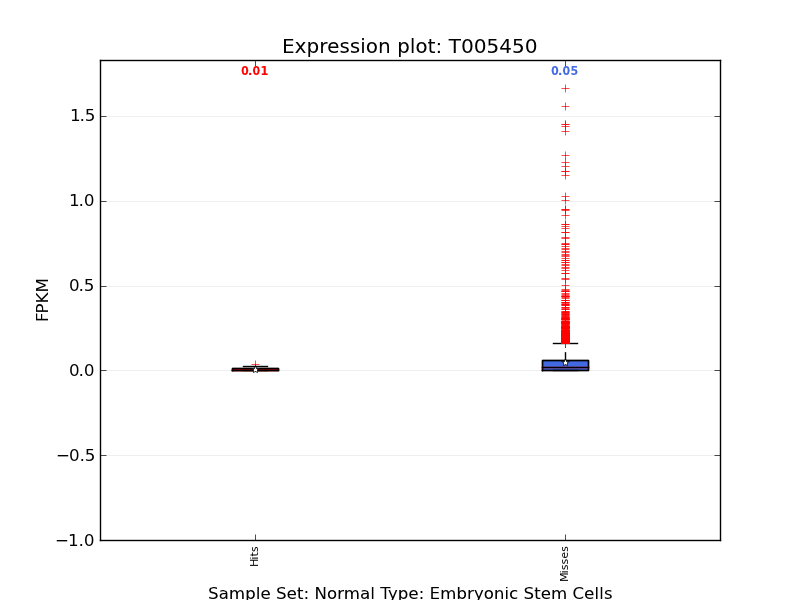 Expression plot: T005450
0.01
0.05
1.5
1.0
0.5
0.0
−0.5
−1.0
FPKM
Hits
Misses
Sample Set: Normal Type: Embryonic Stem Cells